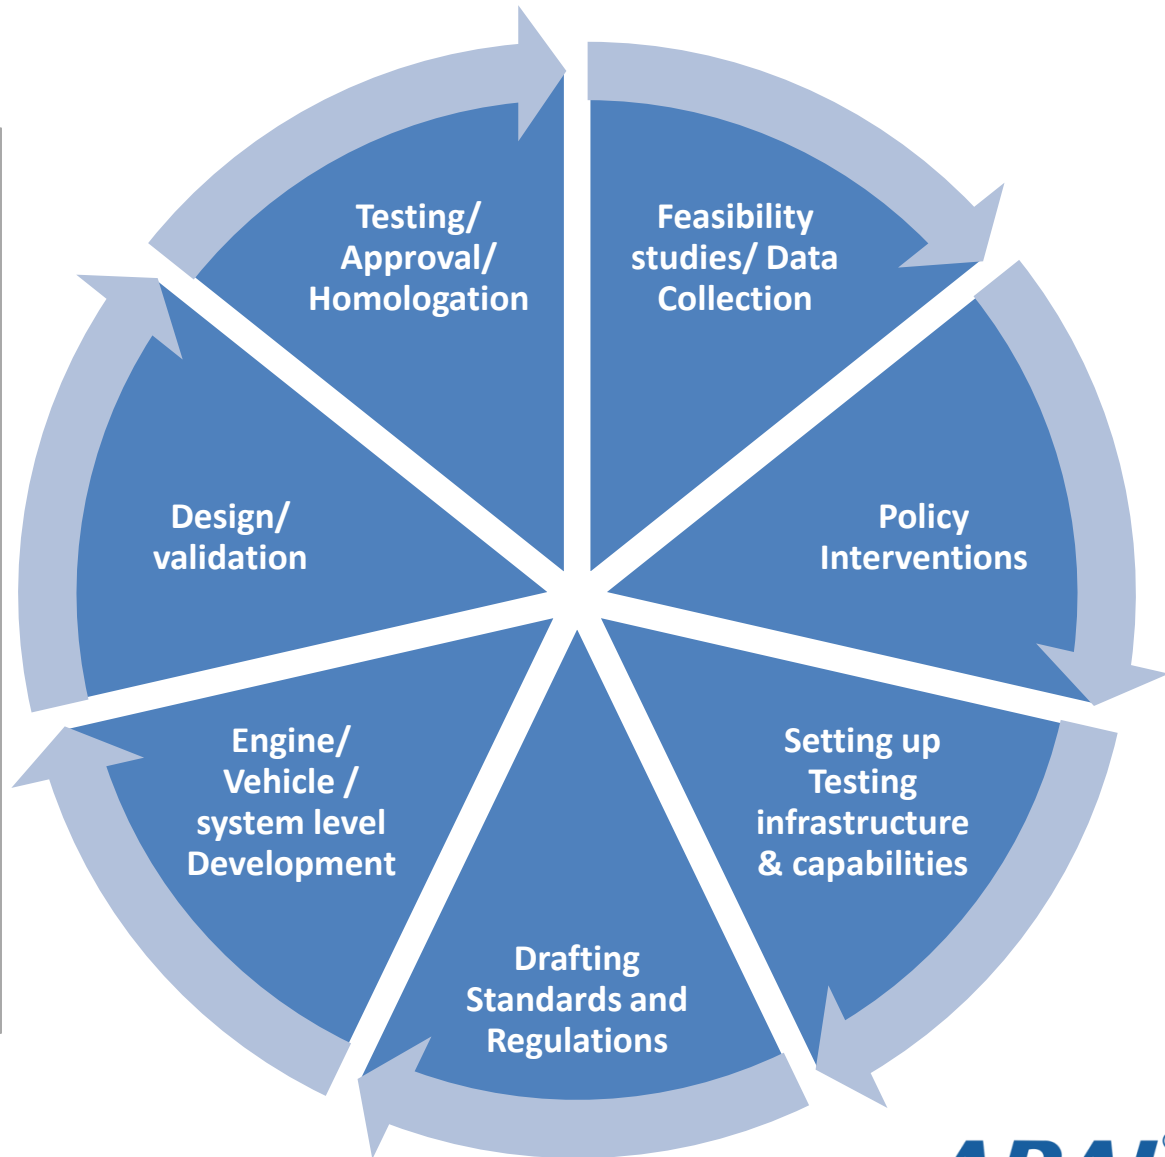 Testing/
Approval/
Homologation
Feasibility
studies/ Data
Collection
Policy
Interventions
Setting up
Testing
infrastructure
& capabilities
Drafting
Standards and
Regulations
Engine/
Vehicle /
system level
Development
Design/
validation